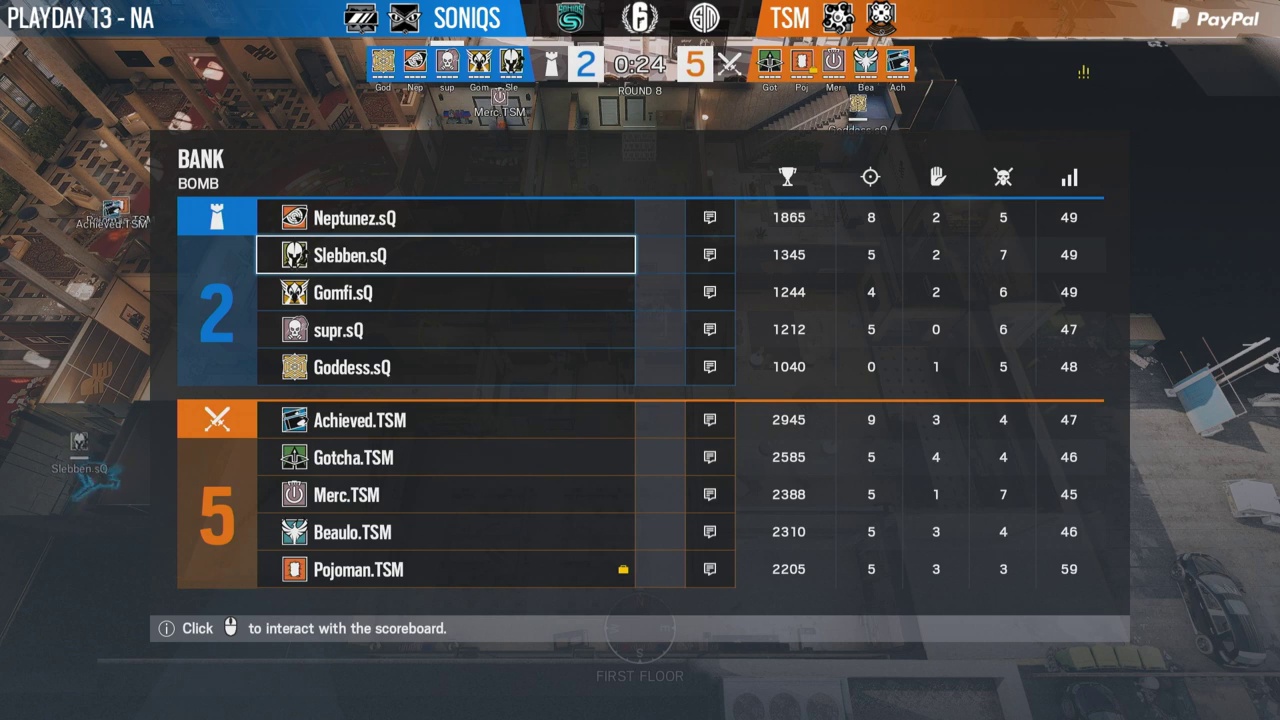 PLAYDAY 13 - NA
SONIQS
TSM
PayPal
2 0:24 5
ROUND 8
God Nep sup Gom Sle
Got Poj Mer Bea Ach
Merc.TSM
Goddess.sQ
Achieved.TSM
Slebben.sQ
BANK
BOMB
Neptunez.sQ 1865 8 2 5 49
Slebben.sQ 1345 5 2 7 49
2
Gomfi.sQ 1244 4 2 6 49
supr.sQ 1212 5 0 6 47
Goddess.sQ 1040 0 1 5 48
Achieved.TSM 2945 9 3 4 47
Gotcha.TSM 2585 5 4 4 46
5
Merc.TSM 2388 5 1 7 45
Beaulo.TSM 2310 5 3 4 46
Pojoman.TSM 2205 5 3 3 59
Click to interact with the scoreboard.
S
FIRST FLOOR